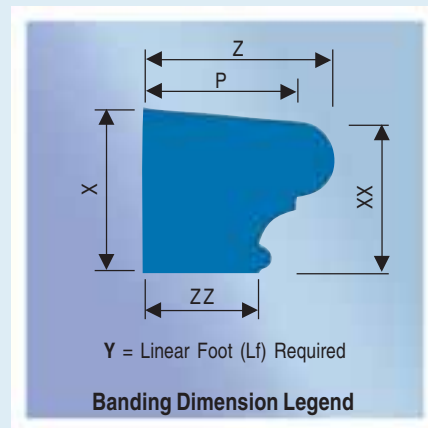 Z
P
X
XX
ZZ
Y = Linear Foot (Lf) Required
Banding Dimension Legend